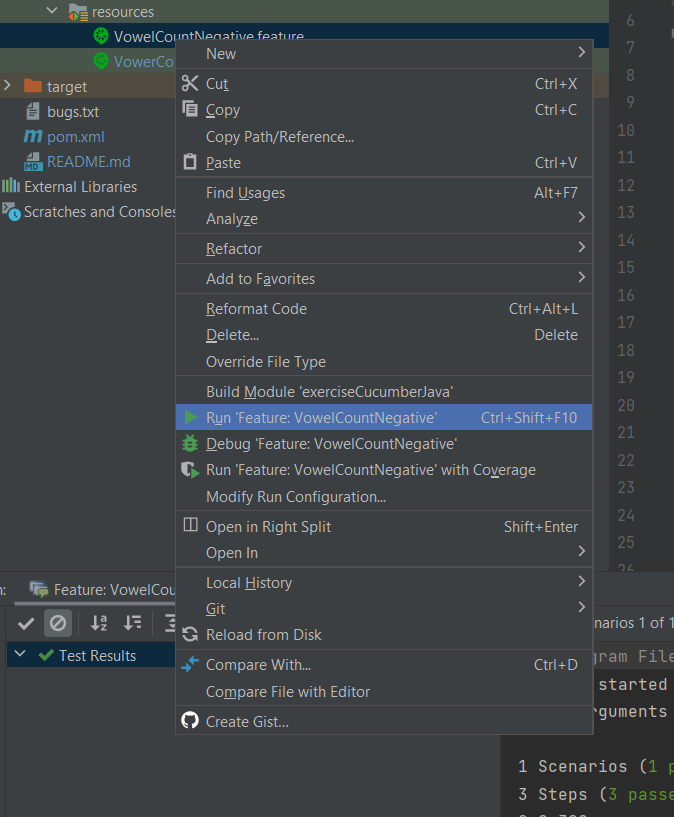 resources
VowelCountNegative.feature
VowerCo
target
bugs.txt
pom.xml
README.md
External Libraries
Scratches and Consoles
New
Cut Ctrl+X
Copy Ctrl+C
Copy Path/Reference...
Paste Ctrl+V
Find Usages Alt+F7
Analyze
Refactor
Add to Favorites
Reformat Code Ctrl+Alt+L
Delete... Delete
Override File Type
Build Module 'exerciseCucumberJava'
Run 'Feature: VowelCountNegative' Ctrl+Shift+F10
Debug 'Feature: VowelCountNegative'
Run 'Feature: VowelCountNegative' with Coverage
Modify Run Configuration...
Open in Right Split Shift+Enter
Open In
Local History
Git
Reload from Disk
Compare With... Ctrl+D
Compare File with Editor
Create Gist...
6
7
8
9
10
11
12
13
14
15
16
17
18
19
20
21
22
23
24
25
26
n: Feature: VowelCou
Test Results
narios 1 of 1
gram File
started
rguments
1 Scenarios (1 p
3 Steps (3 passe